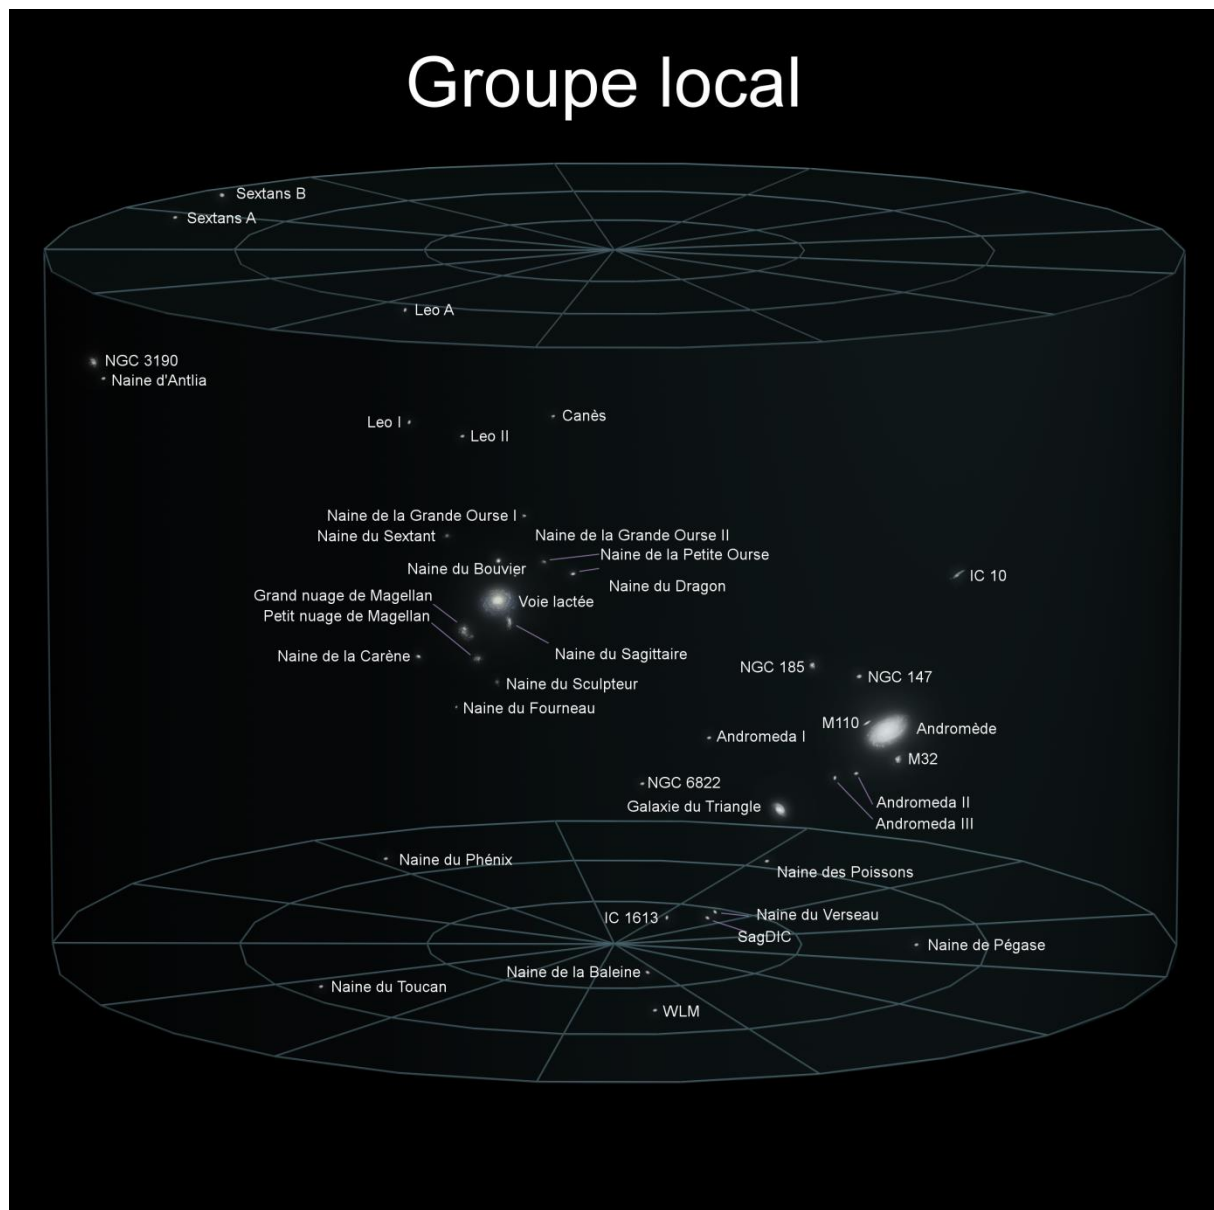 Groupe local
Sextans B
Sextans A
Leo A
NGC 3190
Naine d'Antlia
Canès
Leo I
Leo II
Naine de la Grande Ourse I
Naine du Sextant
Naine de la Grande Ourse II
Naine de la Petite Ourse
Naine du Bouvier
Naine du Dragon
IC 10
Grand nuage de Magellan
Voie lactée
Petit nuage de Magellan
Naine de la Carène
Naine du Sagittaire
NGC 185
NGC 147
Naine du Sculpteur
Naine du Fourneau
M110
Andromède
Andromeda I
M32
NGC 6822
Galaxie du Triangle
Andromeda II
Andromeda III
Naine du Phénix
Naine des Poissons
IC 1613
Naine du Verseau
SagDIC
Naine de Pégase
Naine de la Baleine
Naine du Toucan
WLM